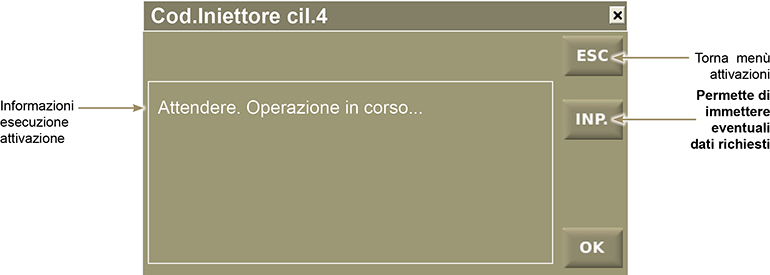 Cod.Iniettore cil.4
ESC
Torna menù
attivazioni
Informazioni
esecuzione
attivazione
Attendere. Operazione in corso...
INP.
Permette di
immettere
eventuali
dati richiesti
OK